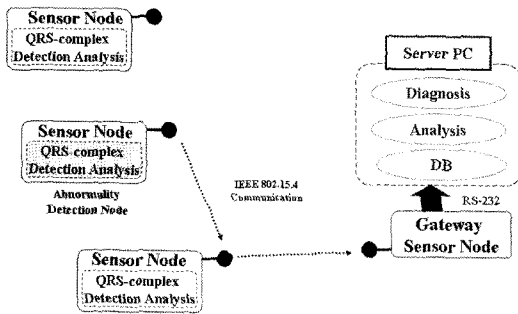 Sensor Node
QRS-complex
Detection Analysis
Sensor Node
QRS-complex
Detection Analysis
Abnormality
Detection Node
IEEE 802.15.4
Communication
Sensor Node
QRS-complex
Detection Analysis
Server PC
Diagnosis
Analysis
DB
RS-232
Gateway
Sensor Node